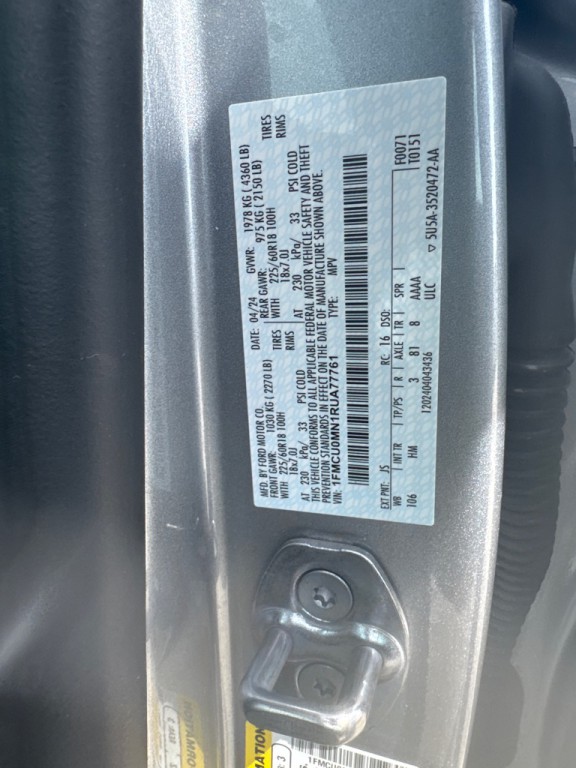 MFD. BY FORD MOTOR CO.
DATE: 04/24 GVWR: 1978 KG ( 4360 LB)
FRONT GAWR: 1030 KG ( 2270 LB) REAR GAWR: 975 KG ( 2150 LB)
WITH 225/60R18 100H TIRES WITH 225/60R18 100H TIRES
18x7.0J RIMS 18x7.0J RIMS
AT 230 kPa/ 33 PSI COLD AT 230 kPa/ 33 PSI COLD
THIS VEHICLE CONFORMS TO ALL APPLICABLE FEDERAL MOTOR VEHICLE SAFETY AND THEFT
PREVENTION STANDARDS IN EFFECT ON THE DATE OF MANUFACTURE SHOWN ABOVE.
VIN: 1FMCU0MN1RUA77761 TYPE: MPV
EXT PNT: JS RC: 16 DSO: F0071
T0151
WB INT TR TP/PS R AXLE TR SPR
106 HM 3 81 8 AAAA
ULC
120240404343 6 5U5A-3520472-AA
1FMCU